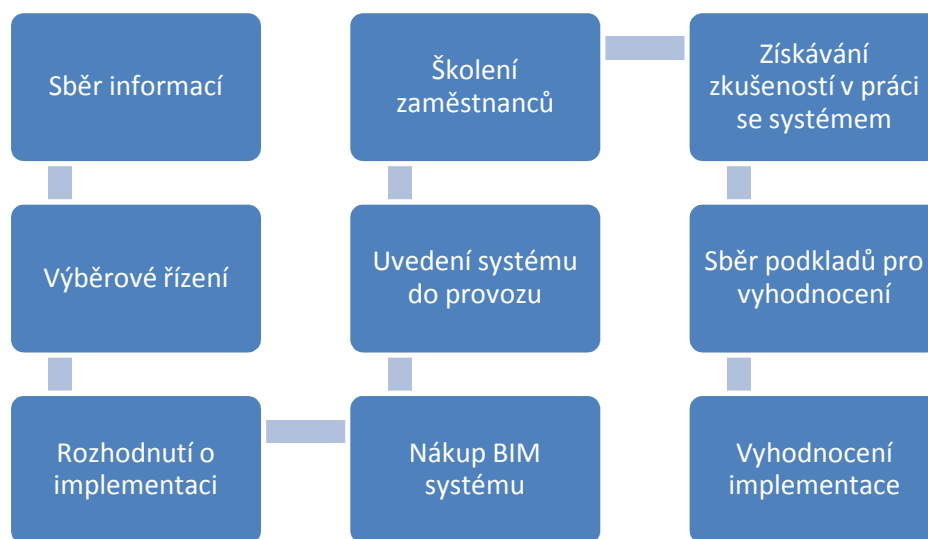 Sběr informací
Výběrové řízení
Rozhodnutí o
implementaci
Nákup BIM
systému
Uvedení systému
do provozu
Školení
zaměstnanců
Získávání
zkušeností v práci
se systémem
Sběr podkladů pro
vyhodnocení
Vyhodnocení
implementace